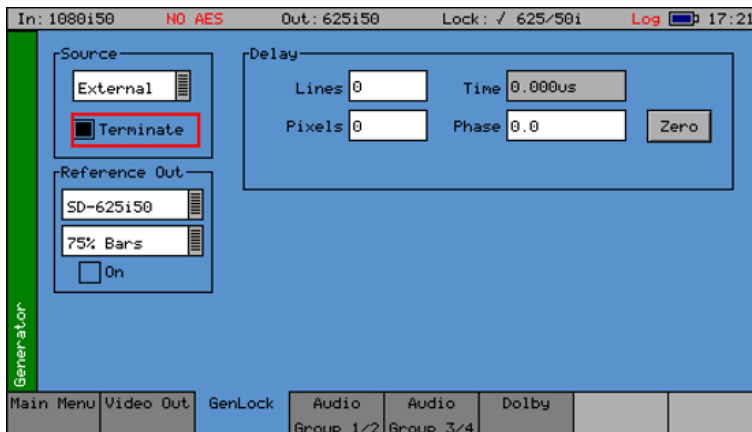 In: 1080i50 NO AES Out: 625i50 Lock: √ 625/50i Log 17:21
Source
External
Terminate
Delay
Lines 0 Time 0.000us
Pixels 0 Phase 0.0 Zero
Reference Out
SD-625i50
75% Bars
On
Generator
Main Menu Video Out GenLock Audio Group 1/2 Audio Group 3/4 Dolby